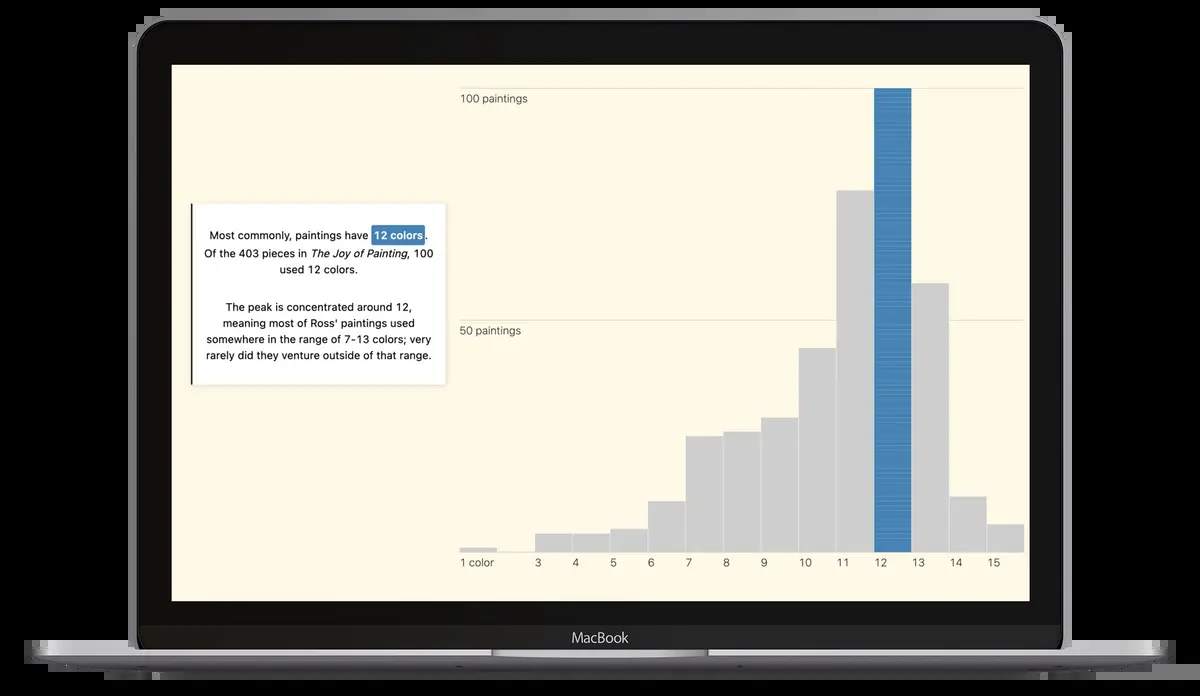 100 paintings
Most commonly, paintings have 12 colors.
Of the 403 pieces in The Joy of Painting, 100
used 12 colors.
The peak is concentrated around 12,
meaning most of Ross' paintings used
somewhere in the range of 7-13 colors; very
rarely did they venture outside of that range.
50 paintings
1 color 3 4 5 6 7 8 9 10 11 12 13 14 15
MacBook